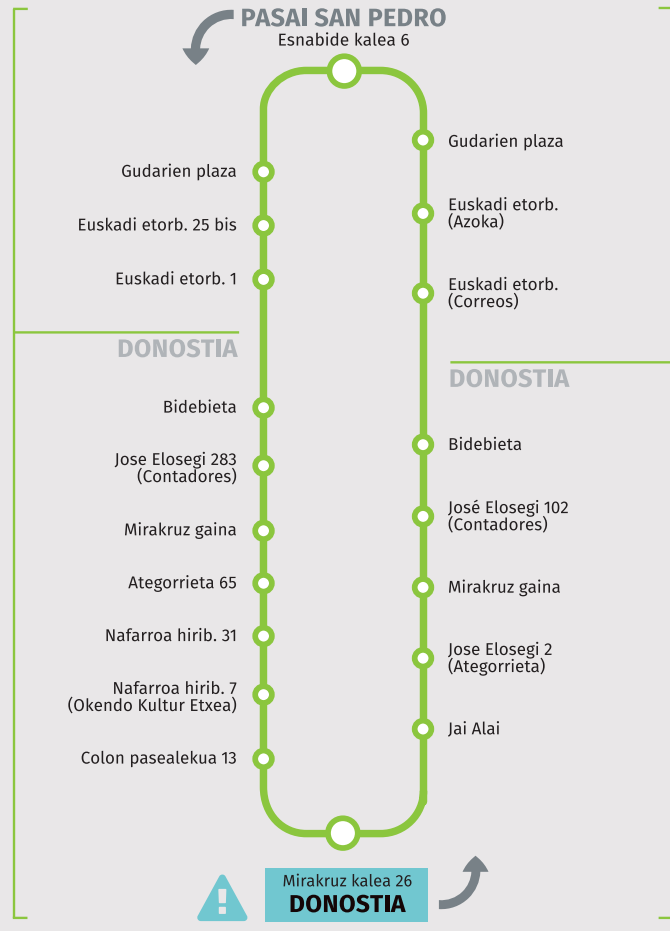 PASAI SAN PEDRO
Esnabide kalea 6
Gudarien plaza
Euskadi etorb. 25 bis
Euskadi etorb. 1
DONOSTIA
Bidebieta
Jose Elosegi 283
(Contadores)
Mirakruz gaina
Ategorrieta 65
Nafarroa hirib. 31
Nafarroa hirib. 7
(Okendo Kultur Etxea)
Colon pasealekua 13
Gudarien plaza
Euskadi etorb.
(Azoka)
Euskadi etorb.
(Correos)
DONOSTIA
Bidebieta
José Elosegi 102
(Contadores)
Mirakruz gaina
Jose Elosegi 2
(Ategorrieta)
Jai Alai
Mirakruz kalea 26
DONOSTIA